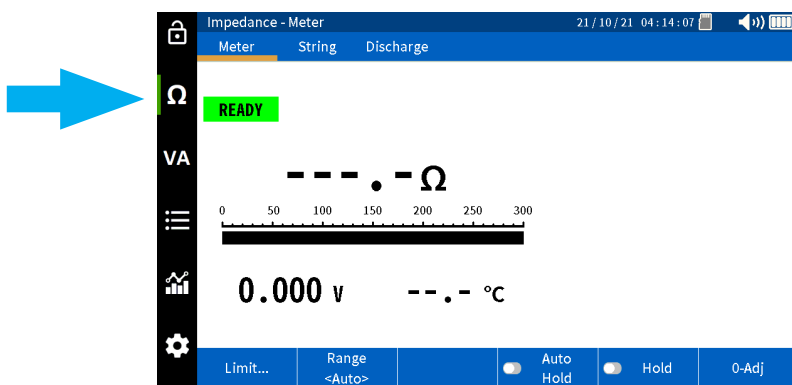 Impedance - Meter 21/10/21 04:14:07
Meter String Discharge
Ω
READY
VA
---.-Ω
0 50 100 150 200 250 300
0.000 V --.- °C
Limit...
Range
<Auto>
Auto
Hold
Hold
0-Adj